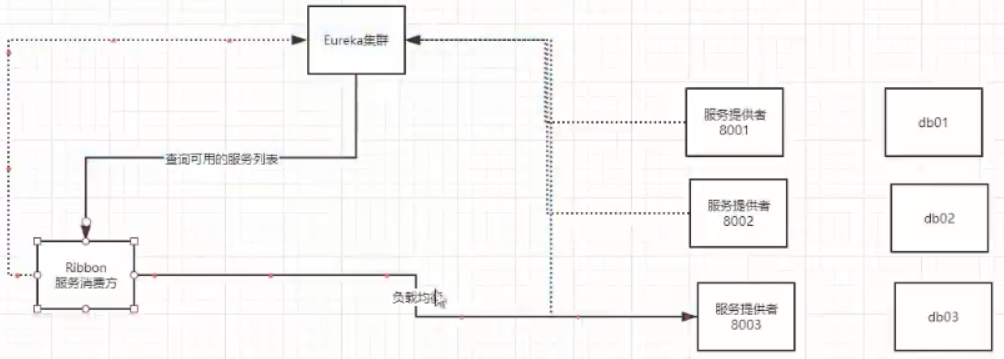 Eureka集群
服务提供者
8001
db01
查询可用的服务列表
服务提供者
8002
db02
Ribbon
服务消费方
负载均
服务提供者
8003
db03